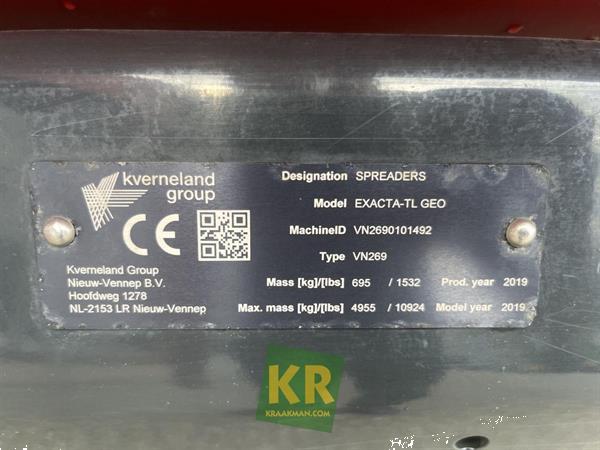 kverneland
group
CE
Kverneland Group
Nieuw-Vennep B.V.
Hoofdweg 1278
NL-2153 LR Nieuw-Vennep
Designation SPREADERS
Model EXACTA-TL GEO
MachineID VN2690101492
Type VN269
Mass [kg]/[lbs] 695 / 1532 Prod. year 2019
Max. mass [kg]/[lbs] 4955 / 10924 Model year 2019
KR
KRAAKMAN.COM